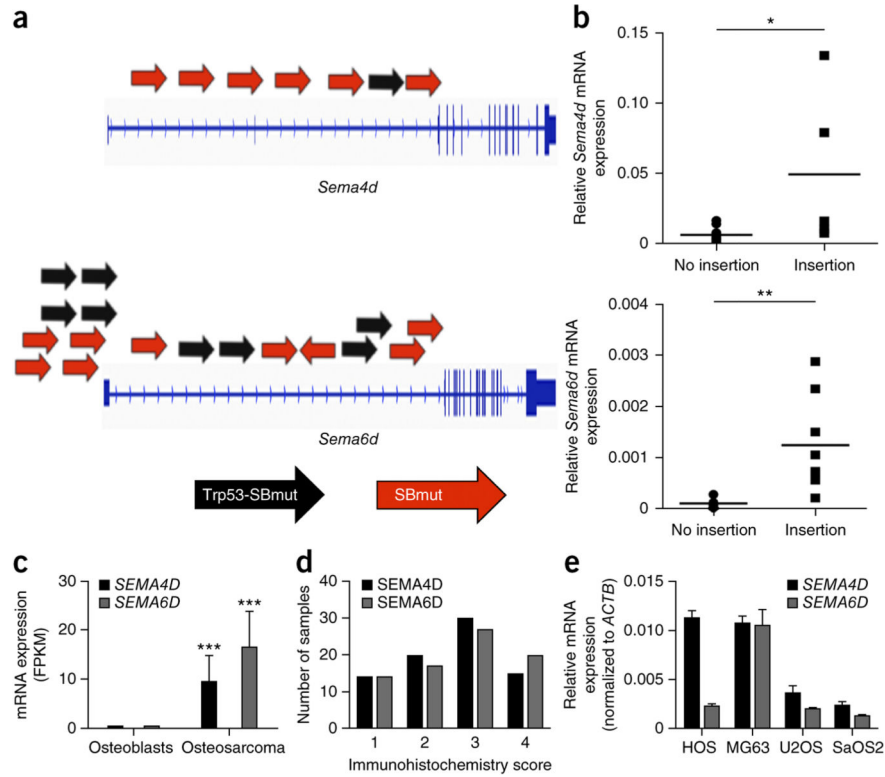 a
Sema4d
Sema6d
Trp53-SBmut
SBmut
b
*
Relative Sema4d mRNA
expression
0.15
0.10
0.05
0
No insertion
Insertion
**
Relative Sema6d mRNA
expression
0.004
0.003
0.002
0.001
0
No insertion
Insertion
c
SEMA4D
SEMA6D
mRNA expression
(FPKM)
30
20
10
0
***
***
Osteoblasts
Osteosarcoma
d
SEMA4D
SEMA6D
Number of samples
40
30
20
10
0
1
2
3
4
Immunohistochemistry score
e
SEMA4D
SEMA6D
Relative mRNA
expression
(normalized to ACTB)
0.015
0.010
0.005
0
HOS
MG63
U2OS
SaOS2